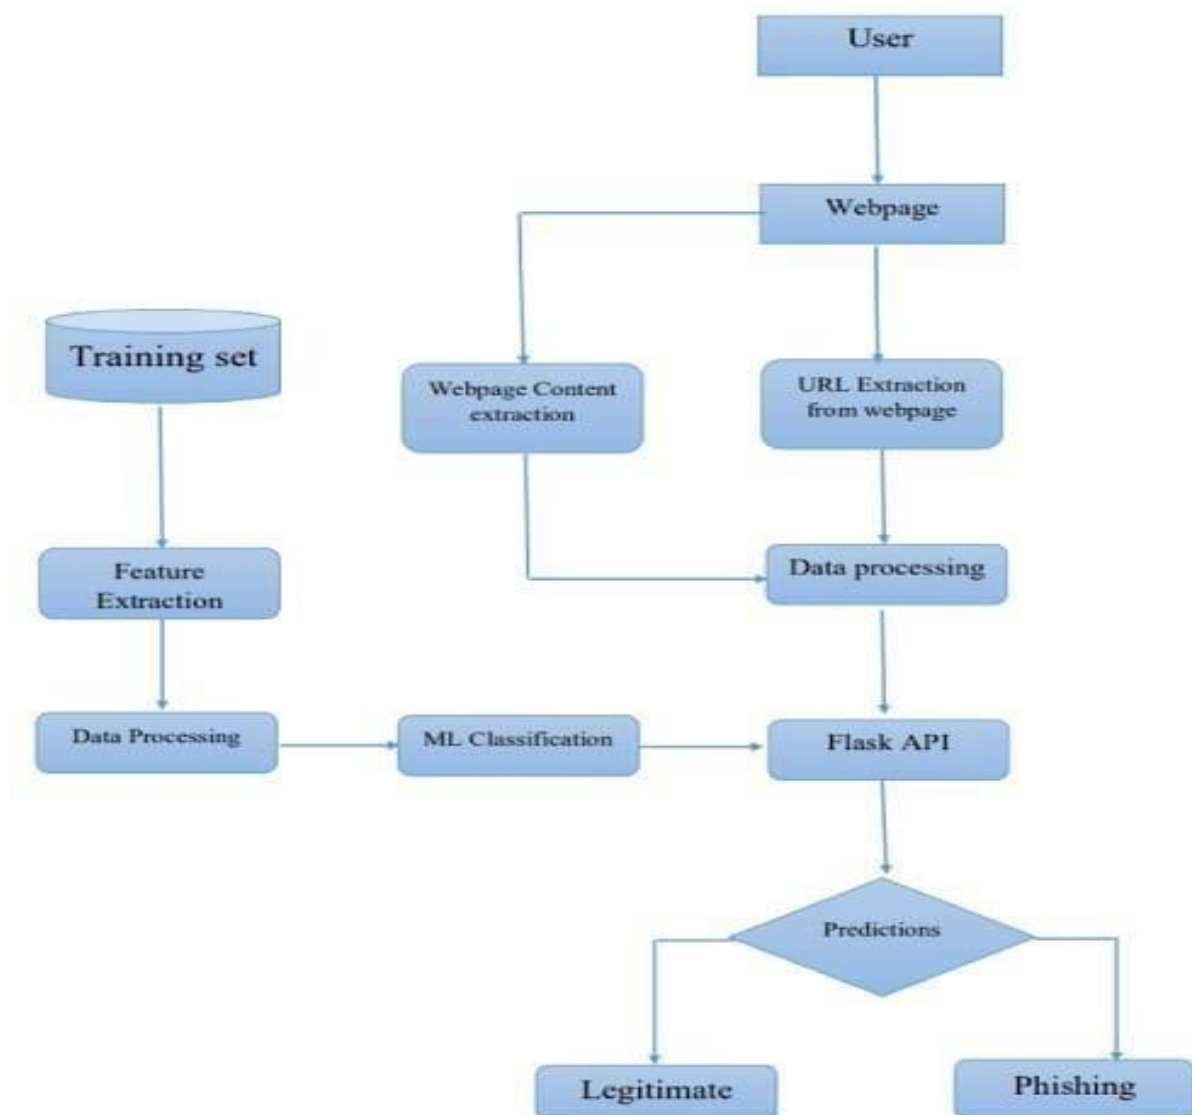 User
Webpage
Training set
Webpage Content
extraction
URL Extraction
from webpage
Feature
Extraction
Data processing
Data Processing
ML Classification
Flask API
Predictions
Legitimate
Phishing